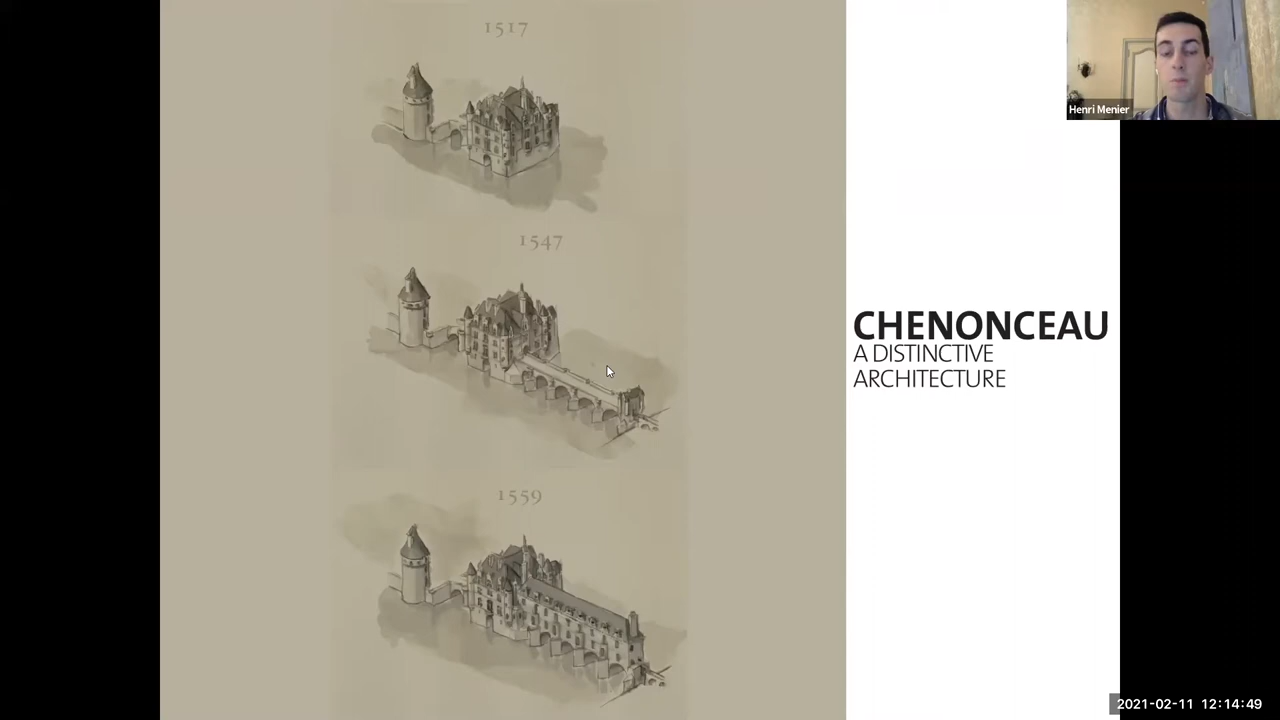 1517
1547
1559
CHENONCEAU
A DISTINCTIVE
ARCHITECTURE
Henri Menier
2021-02-11 12:14:49